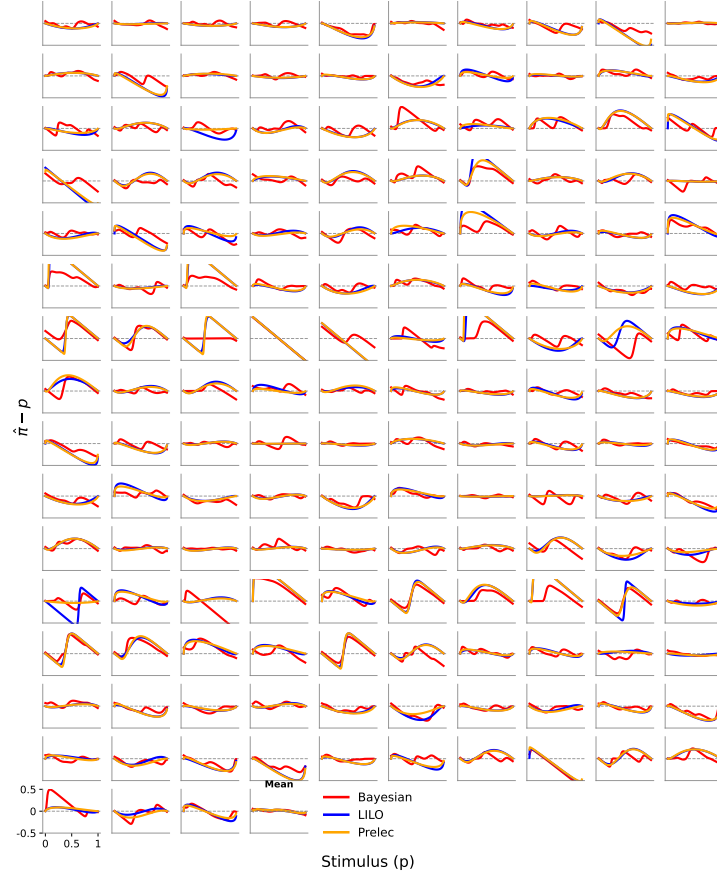 π̂ − p
Mean
0.5
0
-0.5
0
0.5
1
Bayesian
LILO
Prelec
Stimulus (p)